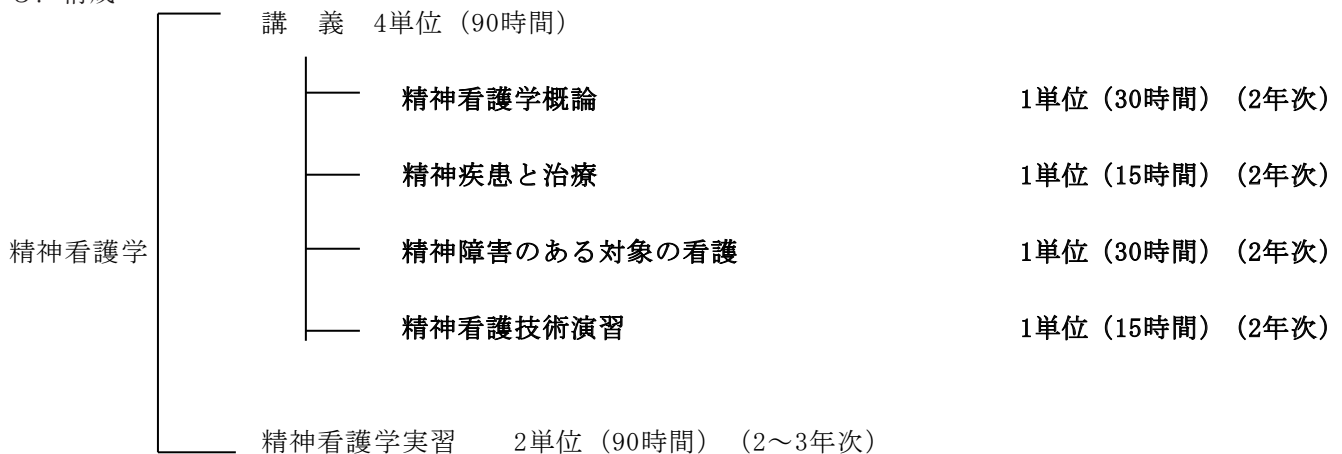 講　義　4単位（90時間）
精神看護学概論　1単位（30時間）（2年次）
精神疾患と治療　1単位（15時間）（2年次）
精神看護学
精神障害のある対象の看護　1単位（30時間）（2年次）
精神看護技術演習　1単位（15時間）（2年次）
精神看護学実習　2単位（90時間）（2～3年次）